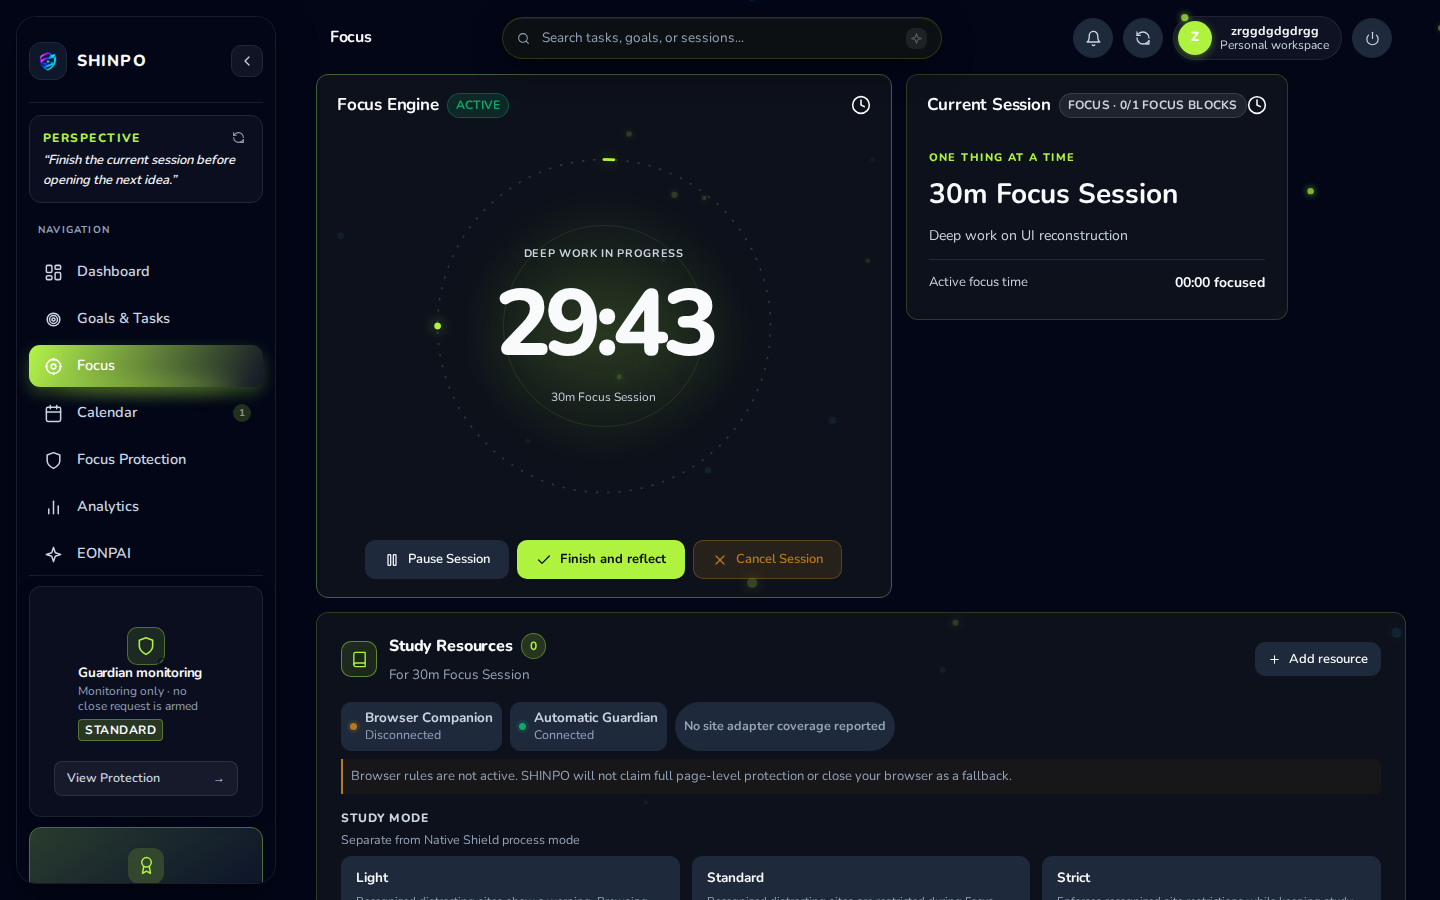 SHINPO
PERSPECTIVE
“Finish the current session before
opening the next idea.”
NAVIGATION
Dashboard
Goals & Tasks
Focus
Calendar
1
Focus Protection
Analytics
EONPAI
Guardian monitoring
Monitoring only · no
close request is armed
STANDARD
View Protection →
Focus
Search tasks, goals, or sessions...
Z
zrggdgdgdrgg
Personal workspace
Focus Engine
ACTIVE
DEEP WORK IN PROGRESS
29:43
30m Focus Session
Pause Session
Finish and reflect
Cancel Session
Current Session
FOCUS · 0/1 FOCUS BLOCKS
ONE THING AT A TIME
30m Focus Session
Deep work on UI reconstruction
Active focus time
00:00 focused
Study Resources
0
For 30m Focus Session
Add resource
Browser Companion
Disconnected
Automatic Guardian
Connected
No site adapter coverage reported
Browser rules are not active. SHINPO will not claim full page-level protection or close your browser as a fallback.
STUDY MODE
Separate from Native Shield process mode
Light
Standard
Strict